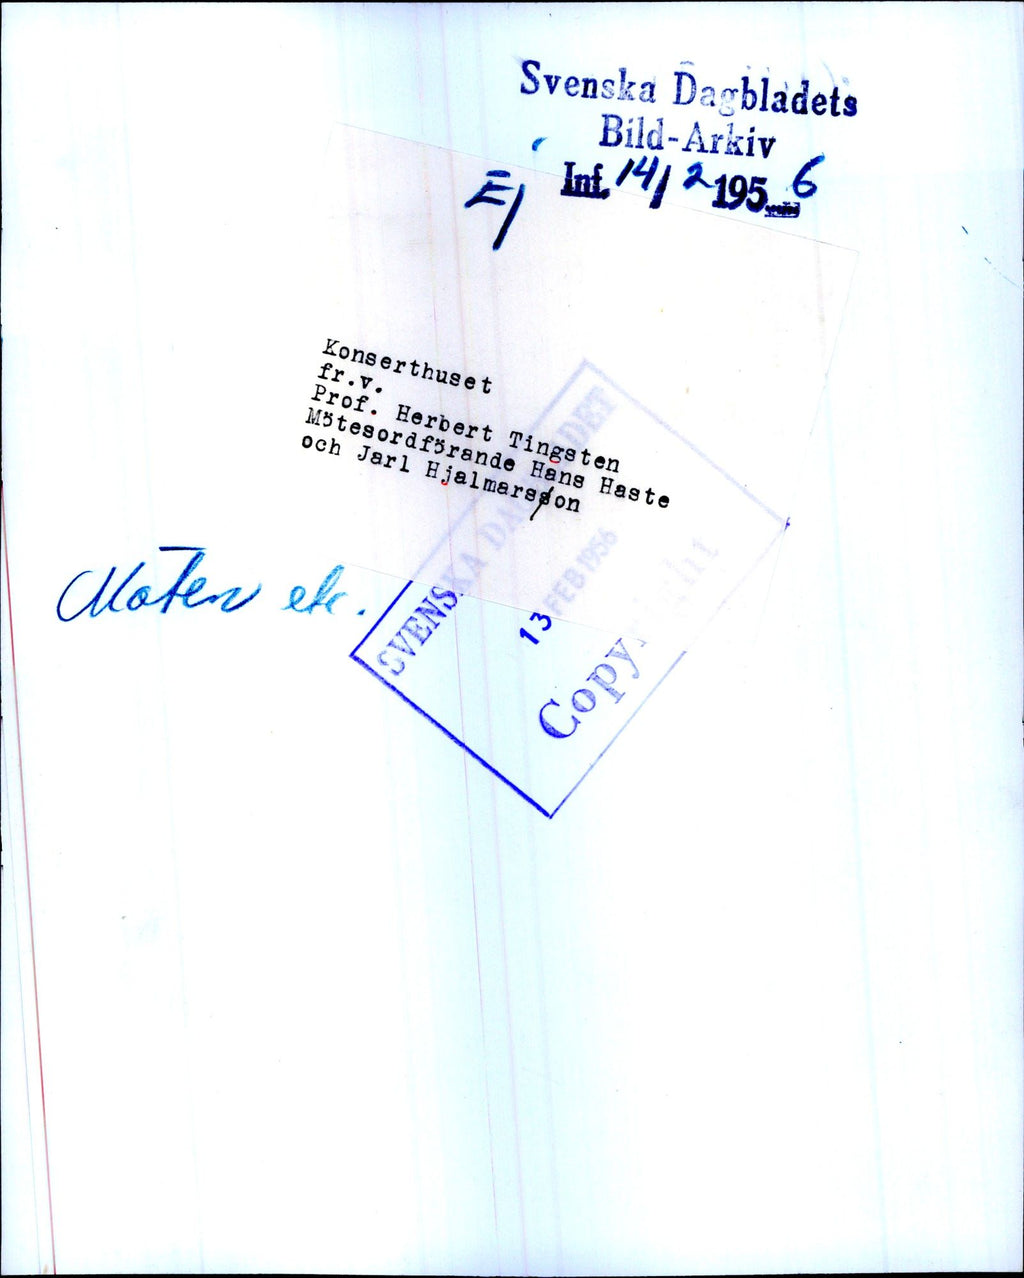 Svenska Dagbladets
Bild-Arkiv
Inf. 14/2 1956
Ej
Konserthuset
fr.v.
Prof. Herbert Tingsten
Mötesordförande Hans Haste
och Jarl Hjalmarsson
Möten etc.
SVENSKA DAGBLADET
13 FEB 1956
Copyright